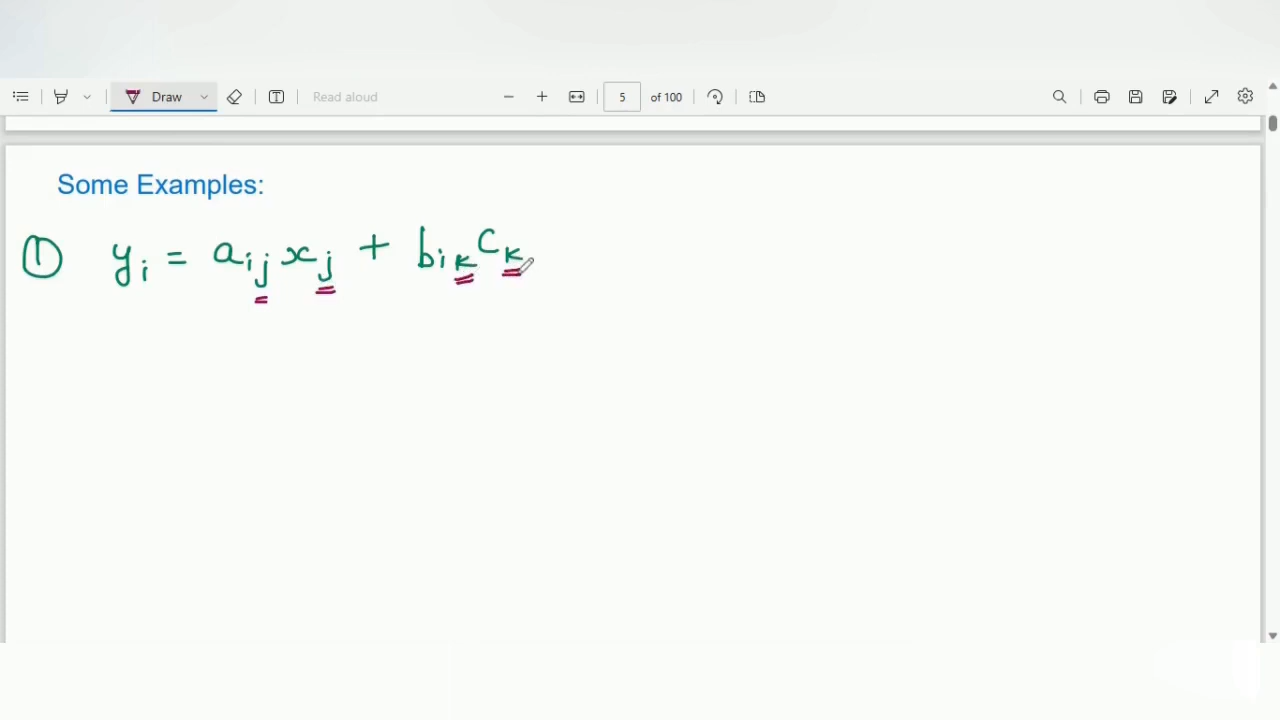 Draw Read aloud 5 of 100
Some Examples:
① yᵢ = aᵢⱼ xⱼ + bᵢₖ cₖ